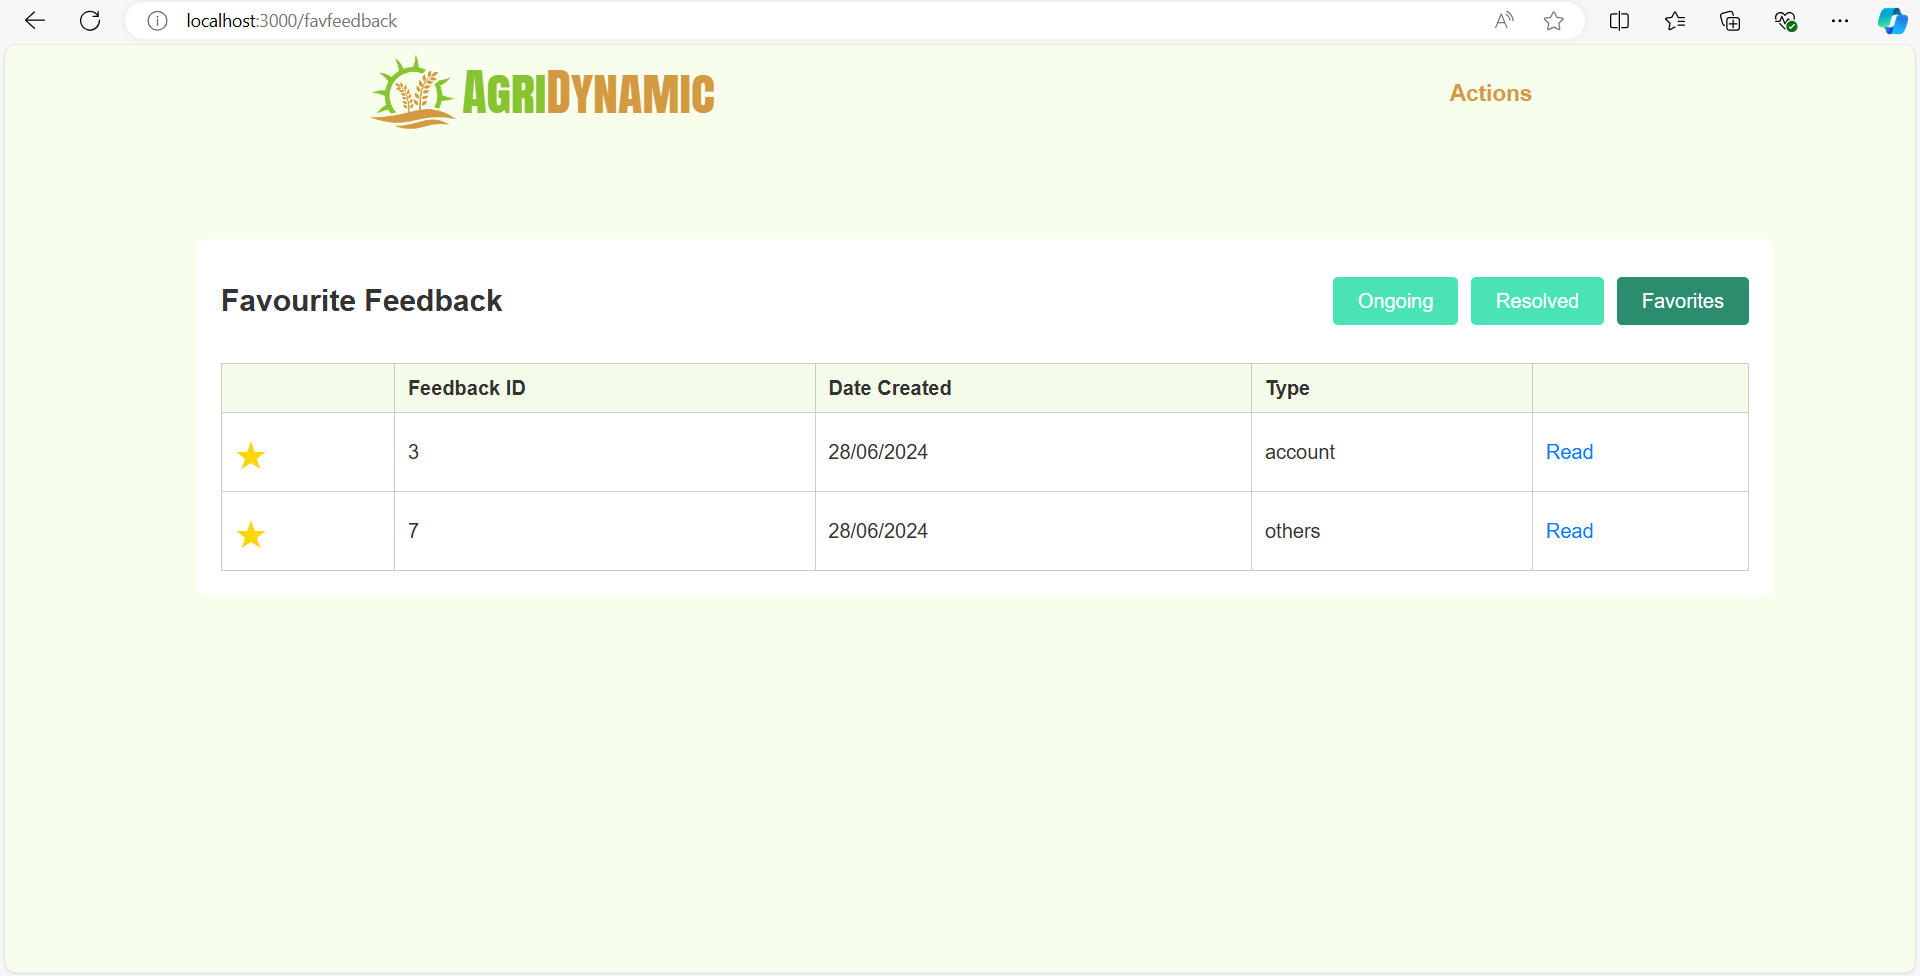 localhost:3000/favfeedback
AGRIDYNAMIC
Actions
Favourite Feedback
Ongoing
Resolved
Favorites
Feedback ID Date Created Type
★ 3 28/06/2024 account Read
★ 7 28/06/2024 others Read